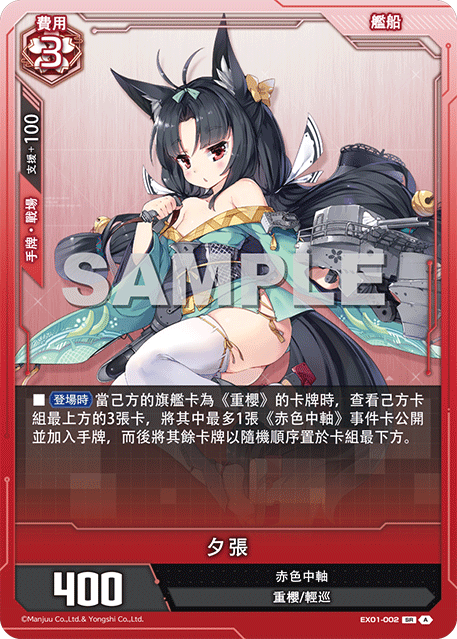 費用
3
艦船
支援+100
手牌・戰場
SAMPLE
■ 登場時 當己方的旗艦卡為《重櫻》的卡牌時，查看己方卡
組最上方的3張卡，將其中最多1張《赤色中軸》事件卡公開
並加入手牌，而後將其餘卡牌以隨機順序置於卡組最下方。
夕張
400
赤色中軸
重櫻/輕巡
©Manjuu Co.,Ltd.& Yongshi Co.,Ltd.
EX01-002 SR A